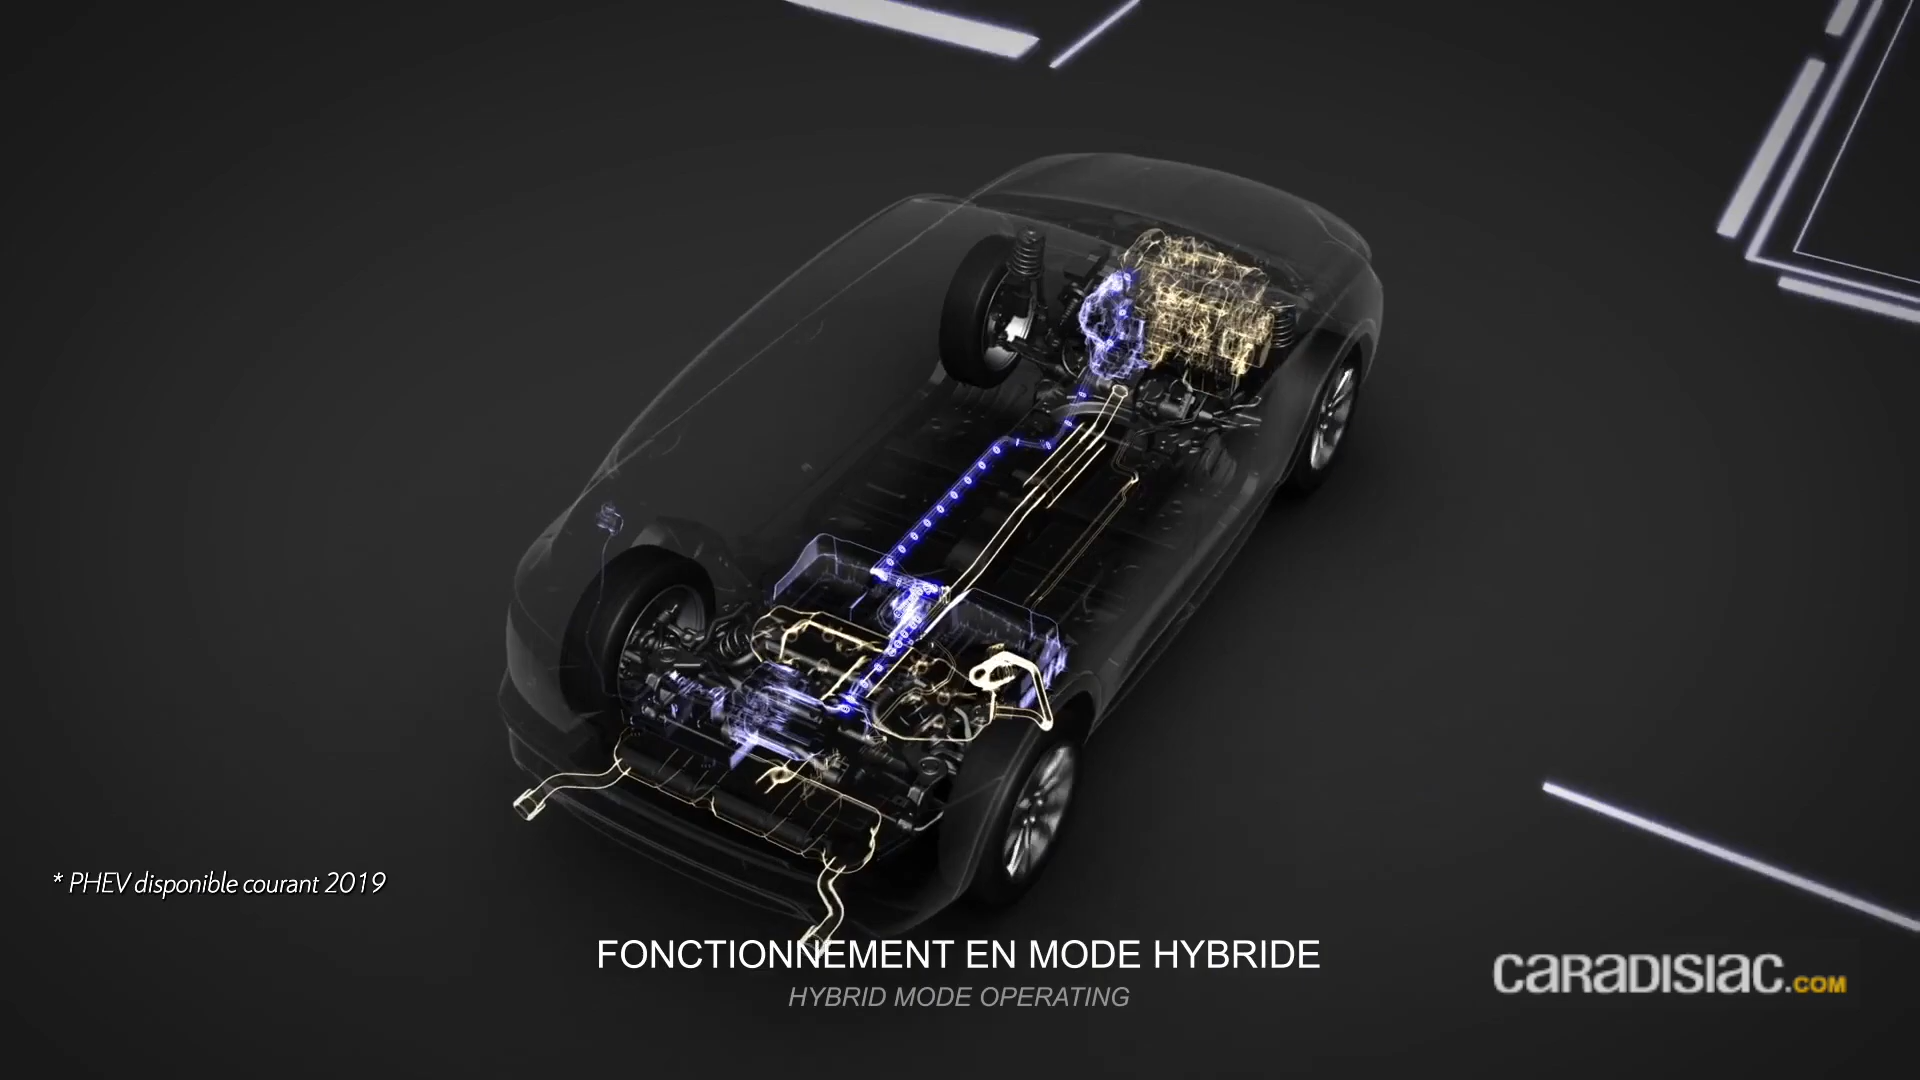 * PHEV disponible courant 2019
FONCTIONNEMENT EN MODE HYBRIDE
HYBRID MODE OPERATING
CARADISIAC.COM